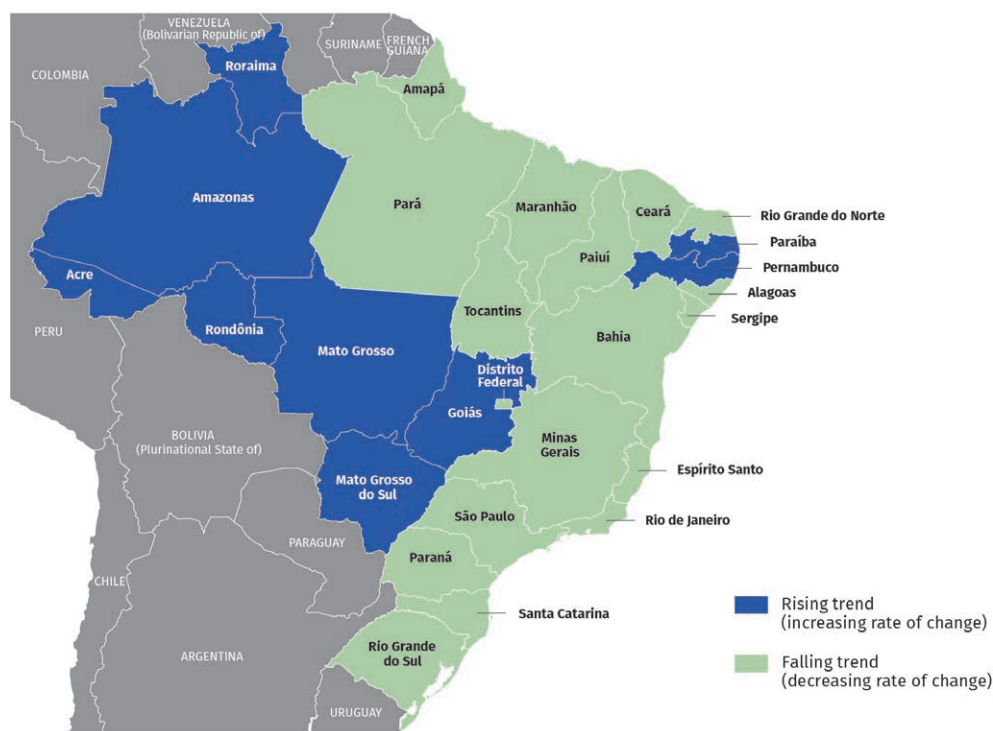 VENEZUELA
(Bolivarian Republic of)
SURINAME
FRENCH
GUIANA
COLOMBIA
Roraima
Amapá
Amazonas
Pará
Maranhão
Ceará
Rio Grande do Norte
Paraíba
Paiuí
Pernambuco
Acre
Alagoas
Tocantins
Sergipe
PERU
Rondônia
Mato Grosso
Bahia
Distrito
Federal
Goiás
BOLIVIA
(Plurinational State of)
Minas
Gerais
Espírito Santo
Mato Grosso
do Sul
São Paulo
Rio de Janeiro
PARAGUAY
Paraná
CHILE
Santa Catarina
Rising trend
(increasing rate of change)
ARGENTINA
Rio Grande
do Sul
Falling trend
(decreasing rate of change)
URUGUAY